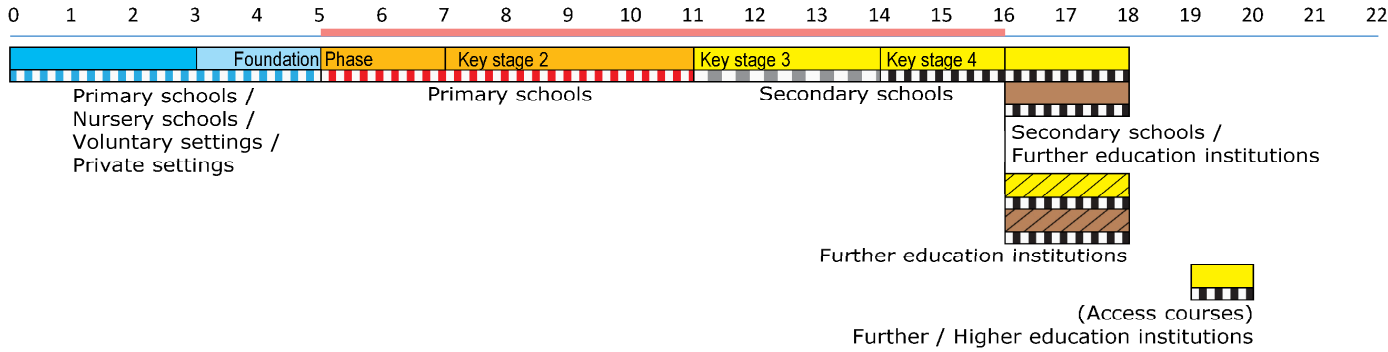 0 1 2 3 4 5 6 7 8 9 10 11 12 13 14 15 16 17 18 19 20 21 22
Foundation Phase Key stage 2 Key stage 3 Key stage 4
Primary schools /
Nursery schools /
Voluntary settings /
Private settings
Primary schools
Secondary schools
Secondary schools /
Further education institutions
Further education institutions
(Access courses)
Further / Higher education institutions